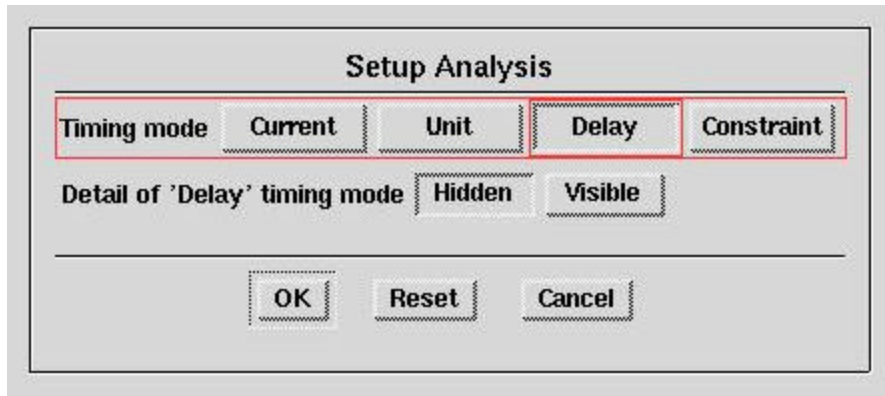 Setup Analysis
Timing mode Current Unit Delay Constraint
Detail of 'Delay' timing mode Hidden Visible
OK Reset Cancel